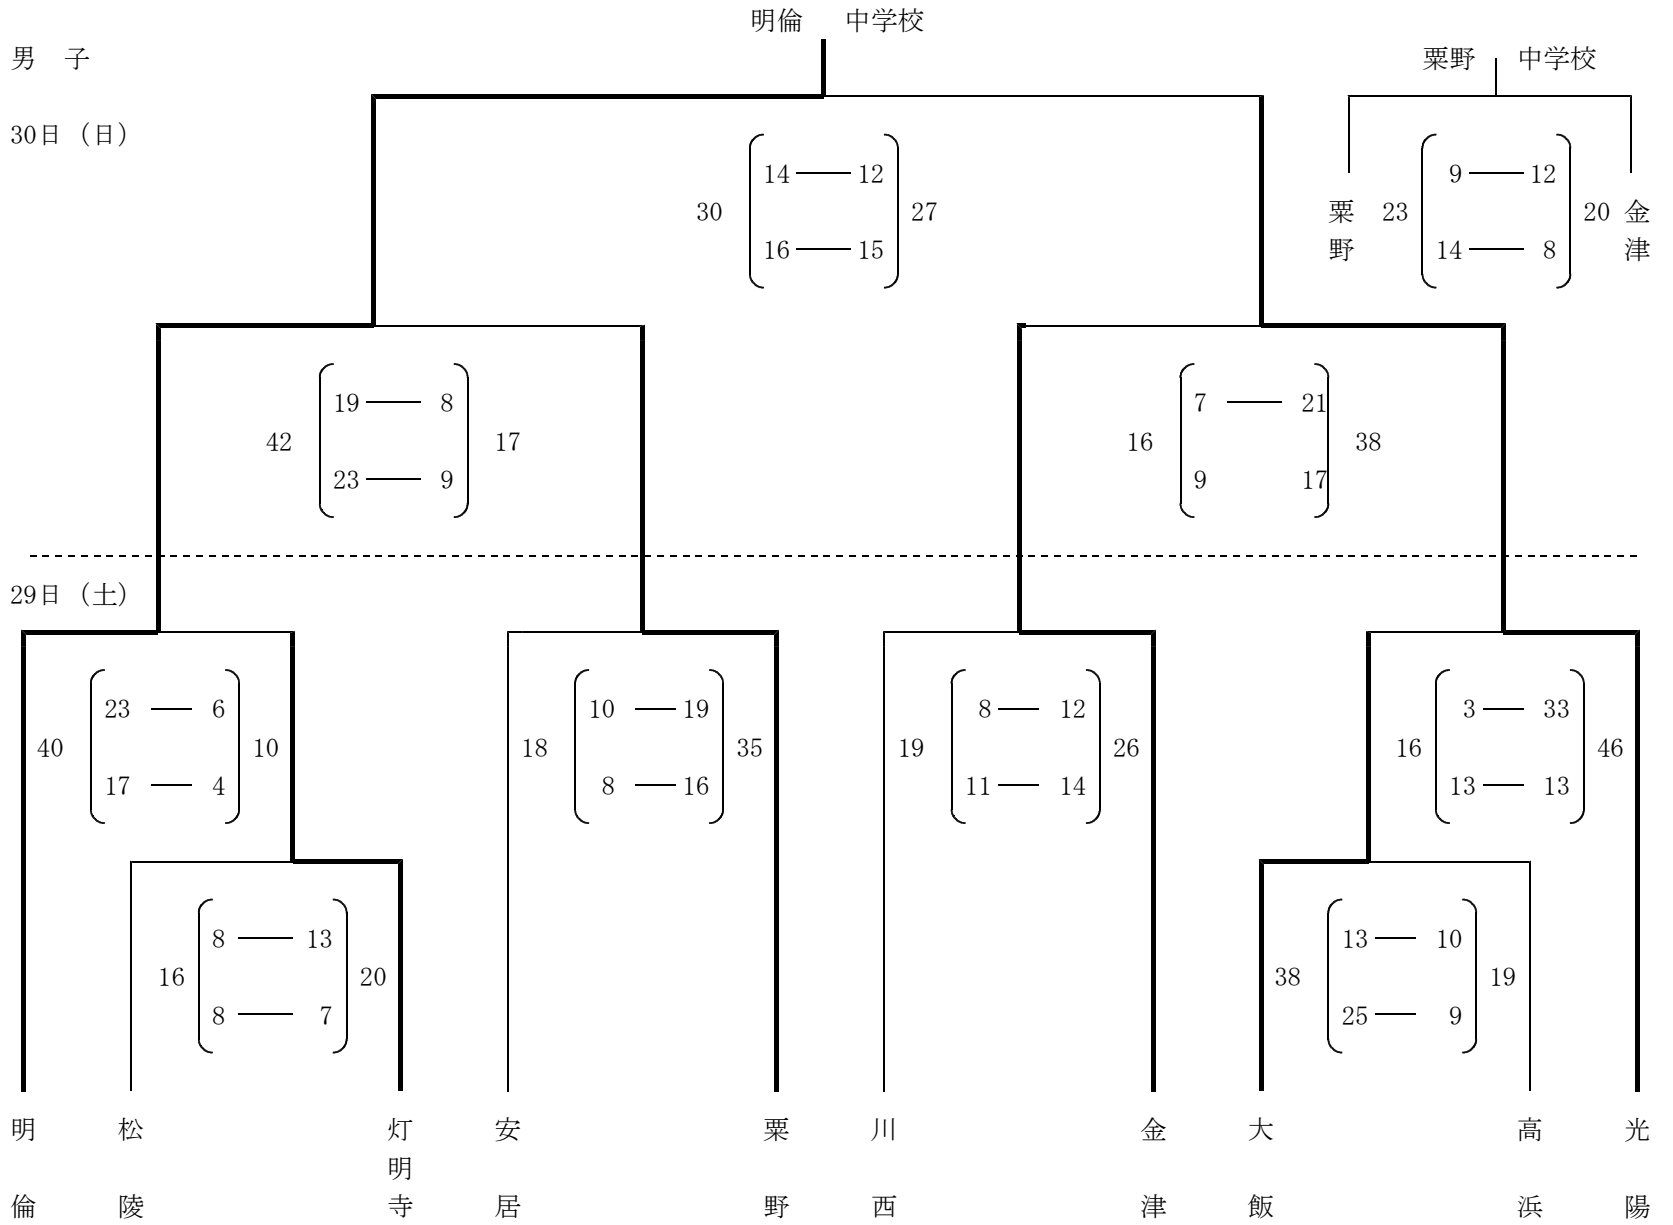 明倫 中学校
男 子
粟野 中学校
30日（日）
14 12
9 12
30 27
粟野 23 20 金津
16 15
14 8
19 8
7 21
42 17
16 38
23 9
9 17
29日（土）
23 6
10 19
8 12
3 33
40 10
18 35
19 26
16 46
17 4
8 16
11 14
13 13
8 13
13 10
16 20
38 19
8 7
25 9
明倫
松陵
灯明寺
安居
粟野
川西
金津
大飯
高浜
光陽